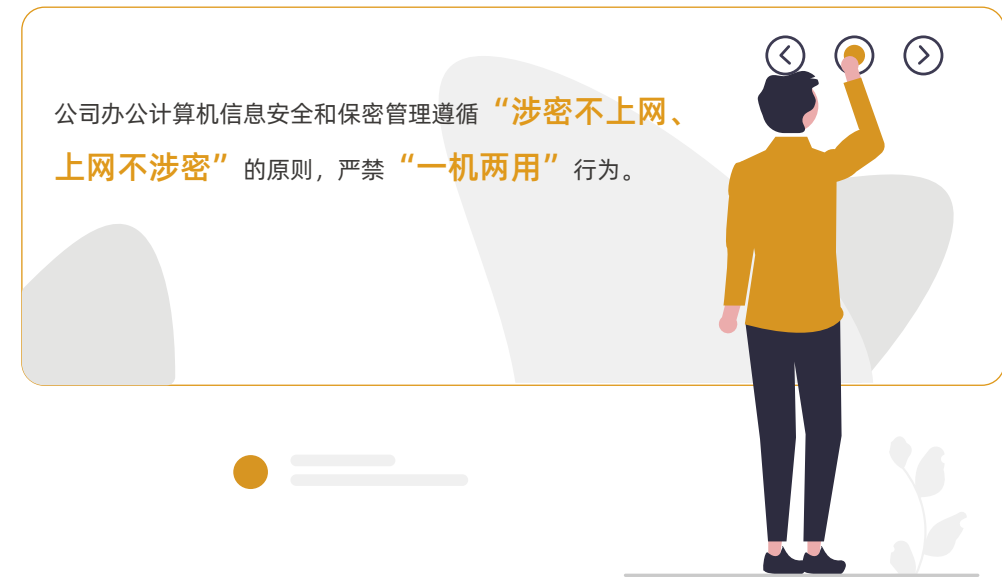 公司办公计算机信息安全和保密管理遵循“涉密不上网、
上网不涉密”的原则，严禁“一机两用”行为。